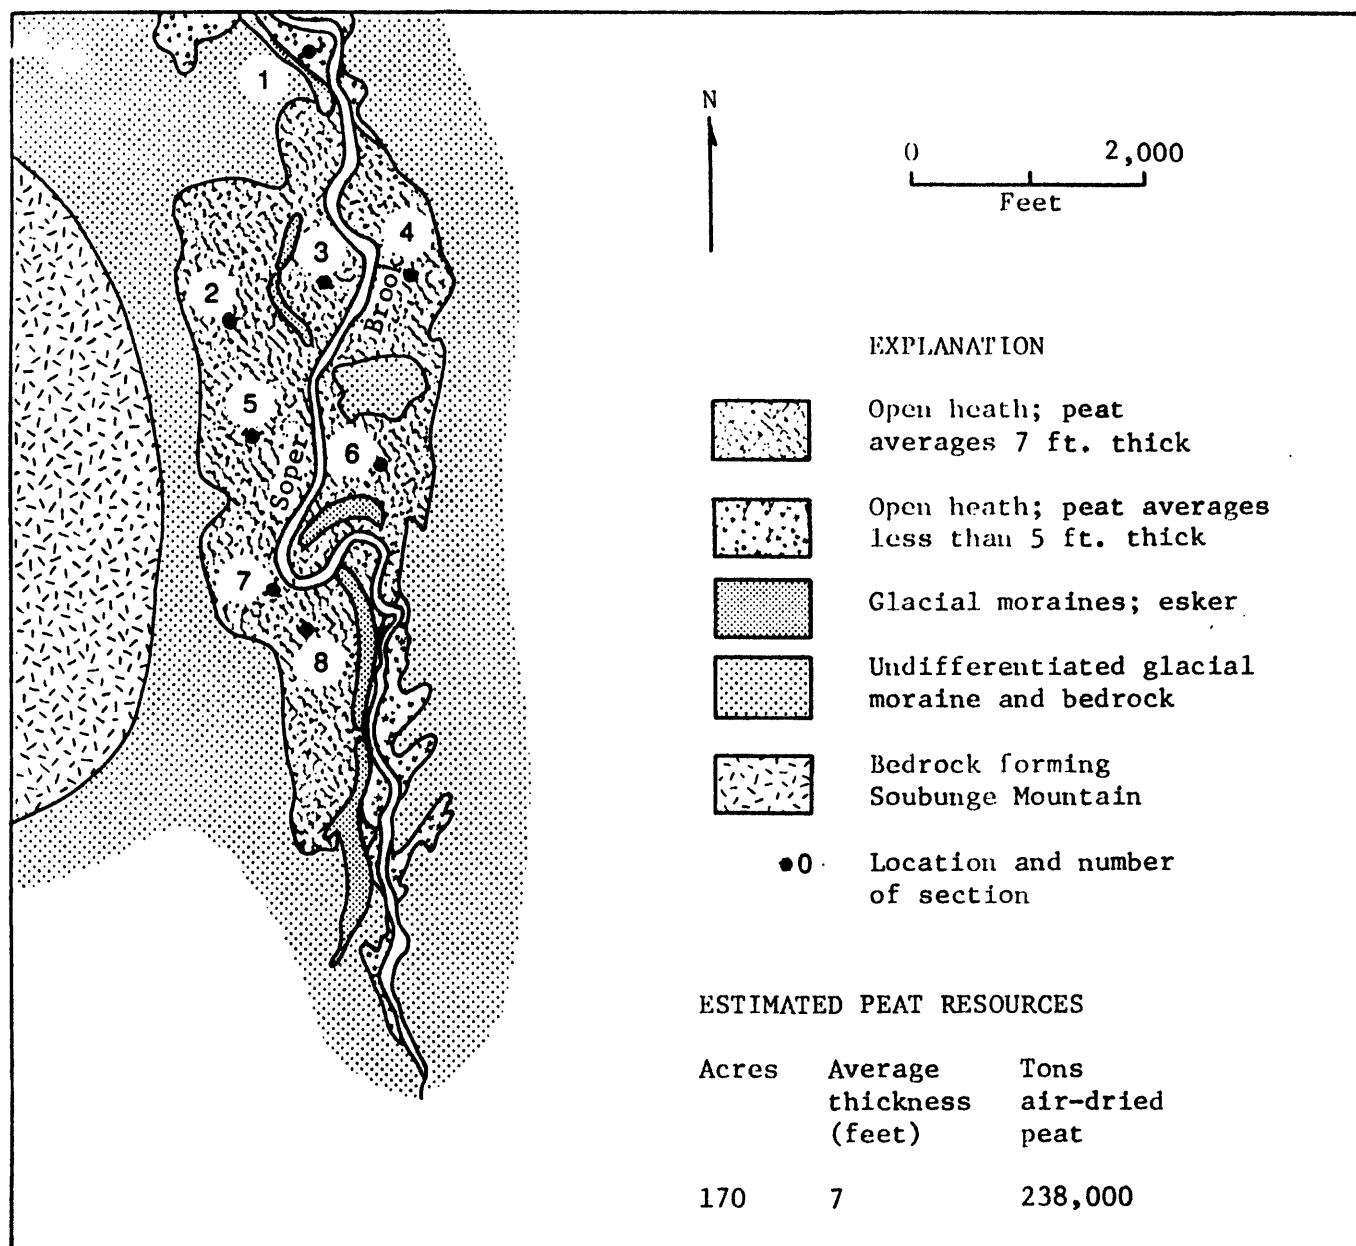 1
2
3
4
5
6
7
8
Soper Brook
N
0 2,000
Feet
EXPLANATION
Open heath; peat
averages 7 ft. thick
Open heath; peat averages
less than 5 ft. thick
Glacial moraines; esker
Undifferentiated glacial
moraine and bedrock
Bedrock forming
Soubunge Mountain
0 Location and number
of section
ESTIMATED PEAT RESOURCES
Acres Average Tons
thickness air-dried
(feet) peat
170 7 238,000